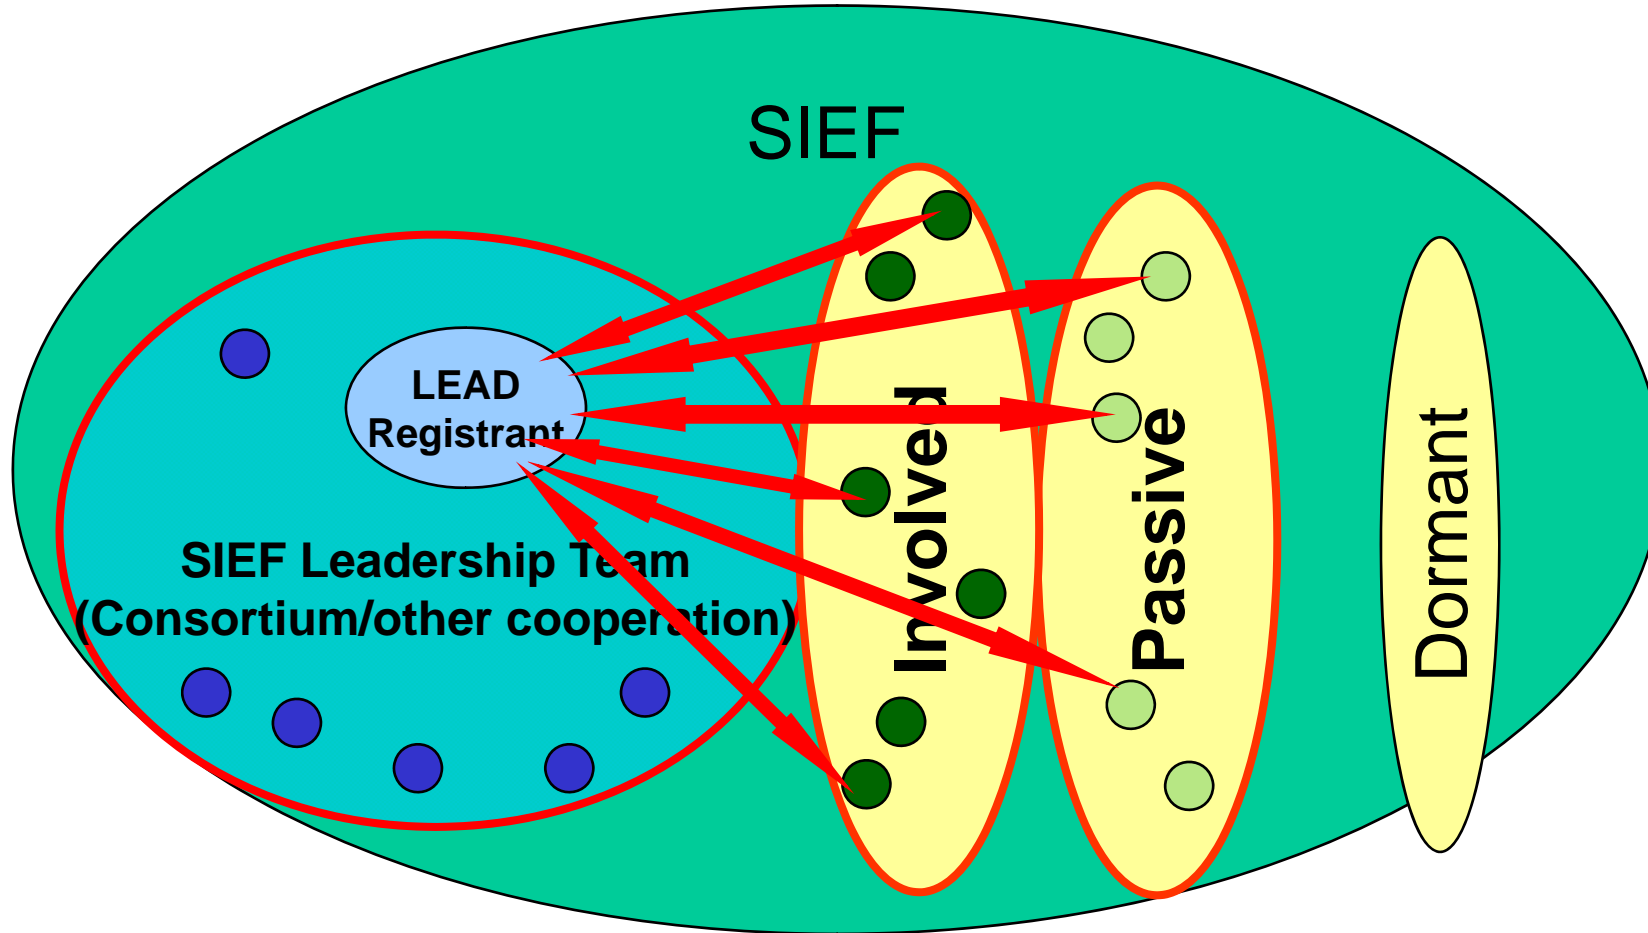 SIEF
LEAD
Registrant
SIEF Leadership Team
(Consortium/other cooperation)
Involved
Passive
Dormant